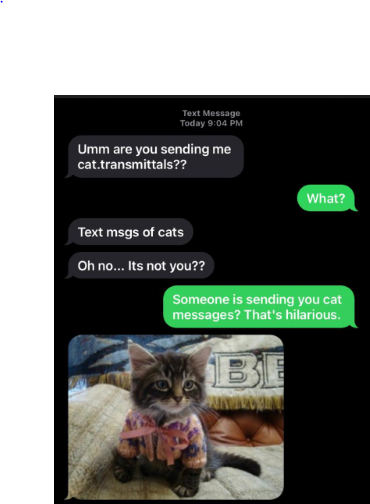 .
Text Message
Today 9:04 PM
Umm are you sending me
cat.transmittals??
What?
Text msgs of cats
Oh no... Its not you??
Someone is sending you cat
messages? That's hilarious.
BE